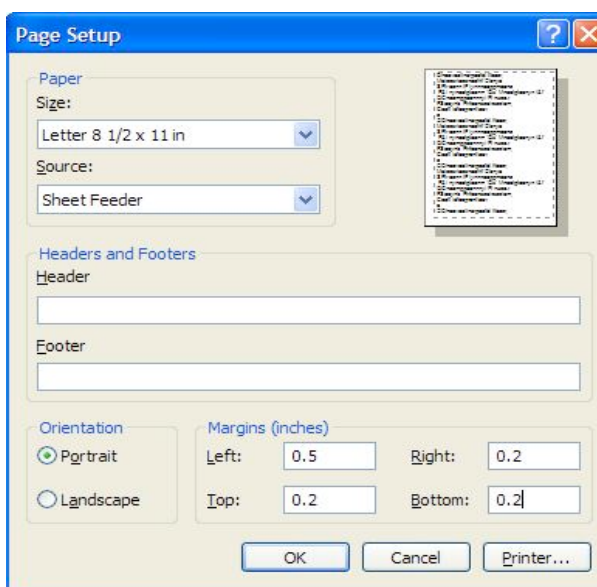 Page Setup
Paper
Size:
Letter 8 1/2 x 11 in
Source:
Sheet Feeder
Headers and Footers
Header
Footer
Orientation
Portrait
Landscape
Margins (inches)
Left: 0.5 Right: 0.2
Top: 0.2 Bottom: 0.2
OK Cancel Printer...